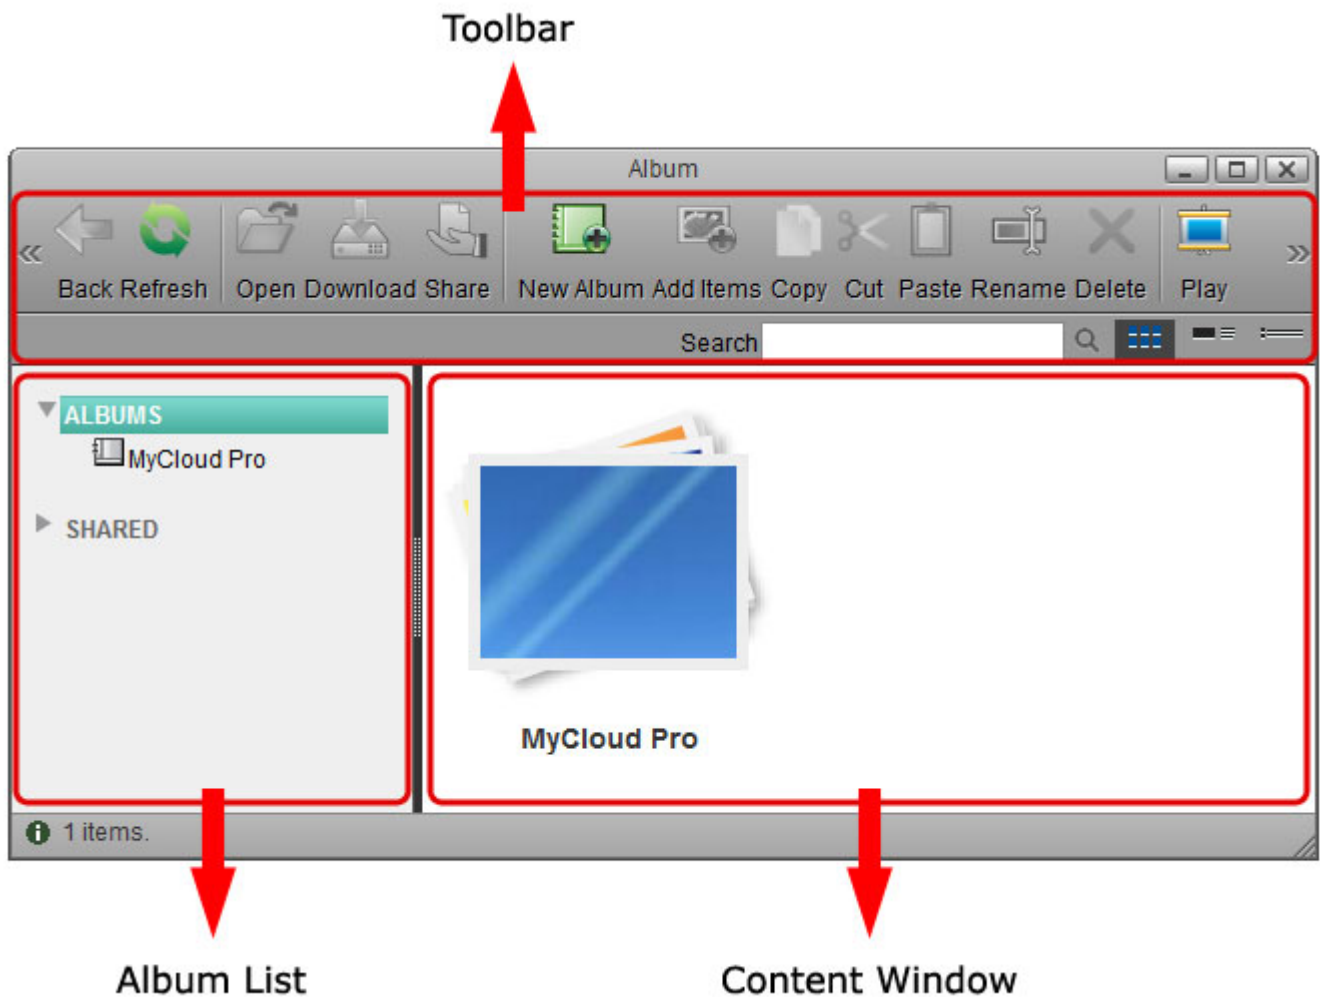 Toolbar
Album
Back Refresh Open Download Share New Album Add Items Copy Cut Paste Rename Delete Play
Search
ALBUMS
MyCloud Pro
SHARED
MyCloud Pro
1 items.
Album List
Content Window